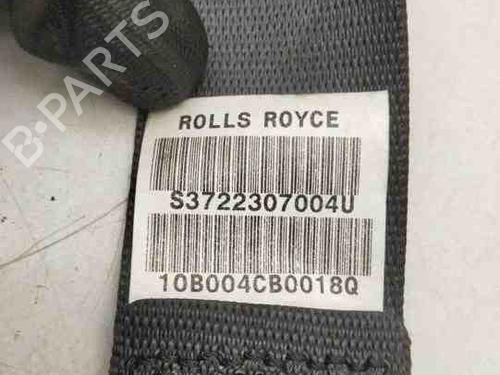 B-PARTS
ROLLS ROYCE
S3722307004U
10B004CB0018Q